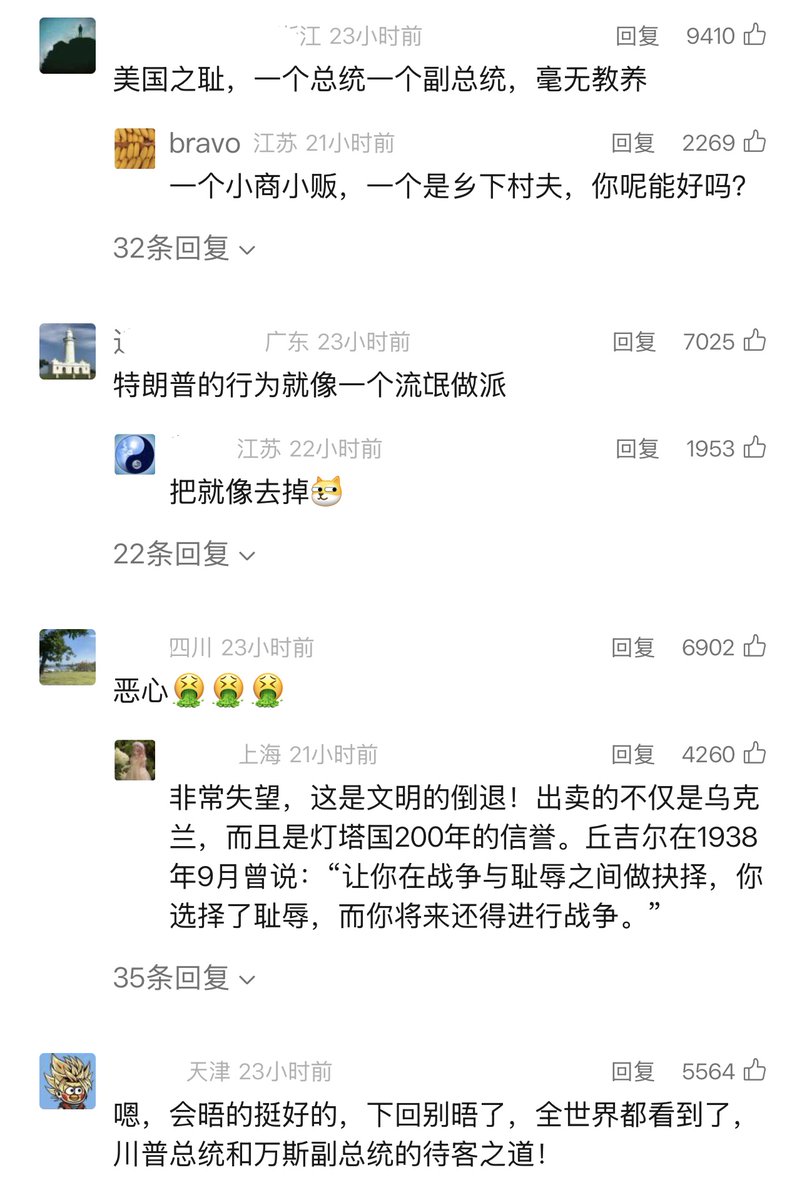 江 23小时前 回复 9410
美国之耻，一个总统一个副总统，毫无教养
bravo 江苏 21小时前 回复 2269
一个小商小贩，一个是乡下村夫，你呢能好吗？
32条回复
广东 23小时前 回复 7025
特朗普的行为就像一个流氓做派
江苏 22小时前 回复 1953
把就像去掉
22条回复
四川 23小时前 回复 6902
恶心
上海 21小时前 回复 4260
非常失望，这是文明的倒退！出卖的不仅是乌克
兰，而且是灯塔国200年的信誉。丘吉尔在1938
年9月曾说：“让你在战争与耻辱之间做抉择，你
选择了耻辱，而你将来还得进行战争。”
35条回复
天津 23小时前 回复 5564
嗯，会晤的挺好的，下回别晤了，全世界都看到了，
川普总统和万斯副总统的待客之道！